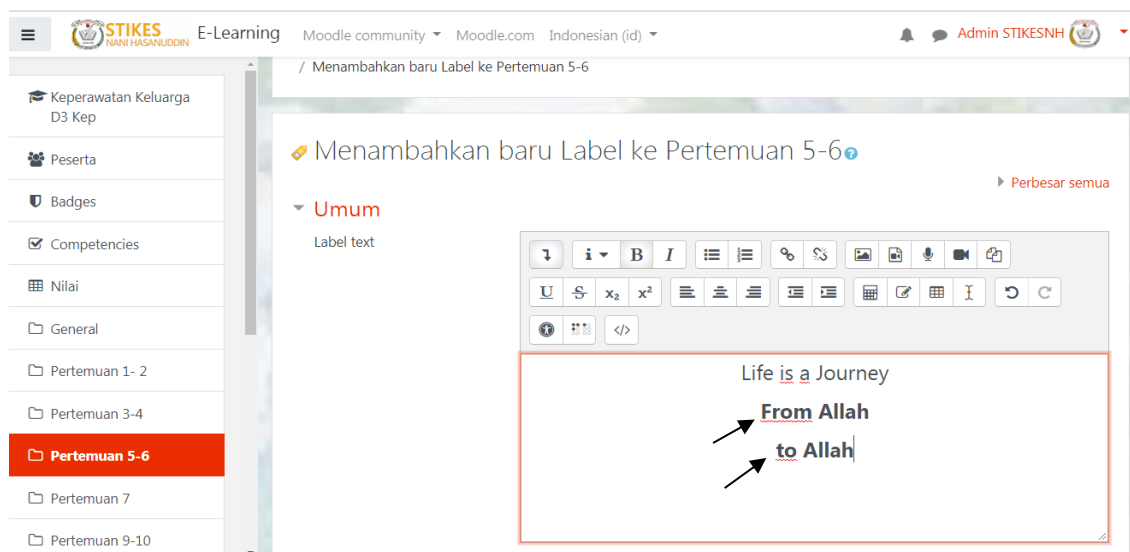 STIKES
NANI HASANUDDIN
E-Learning
Moodle community
Moodle.com
Indonesian (id)
Admin STIKESNH
/ Menambahkan baru Label ke Pertemuan 5-6
Keperawatan Keluarga
D3 Kep
Peserta
Badges
Competencies
Nilai
General
Pertemuan 1- 2
Pertemuan 3-4
Pertemuan 5-6
Pertemuan 7
Pertemuan 9-10
Menambahkan baru Label ke Pertemuan 5-6
Perbesar semua
Umum
Label text
Life is a Journey
From Allah
to Allah